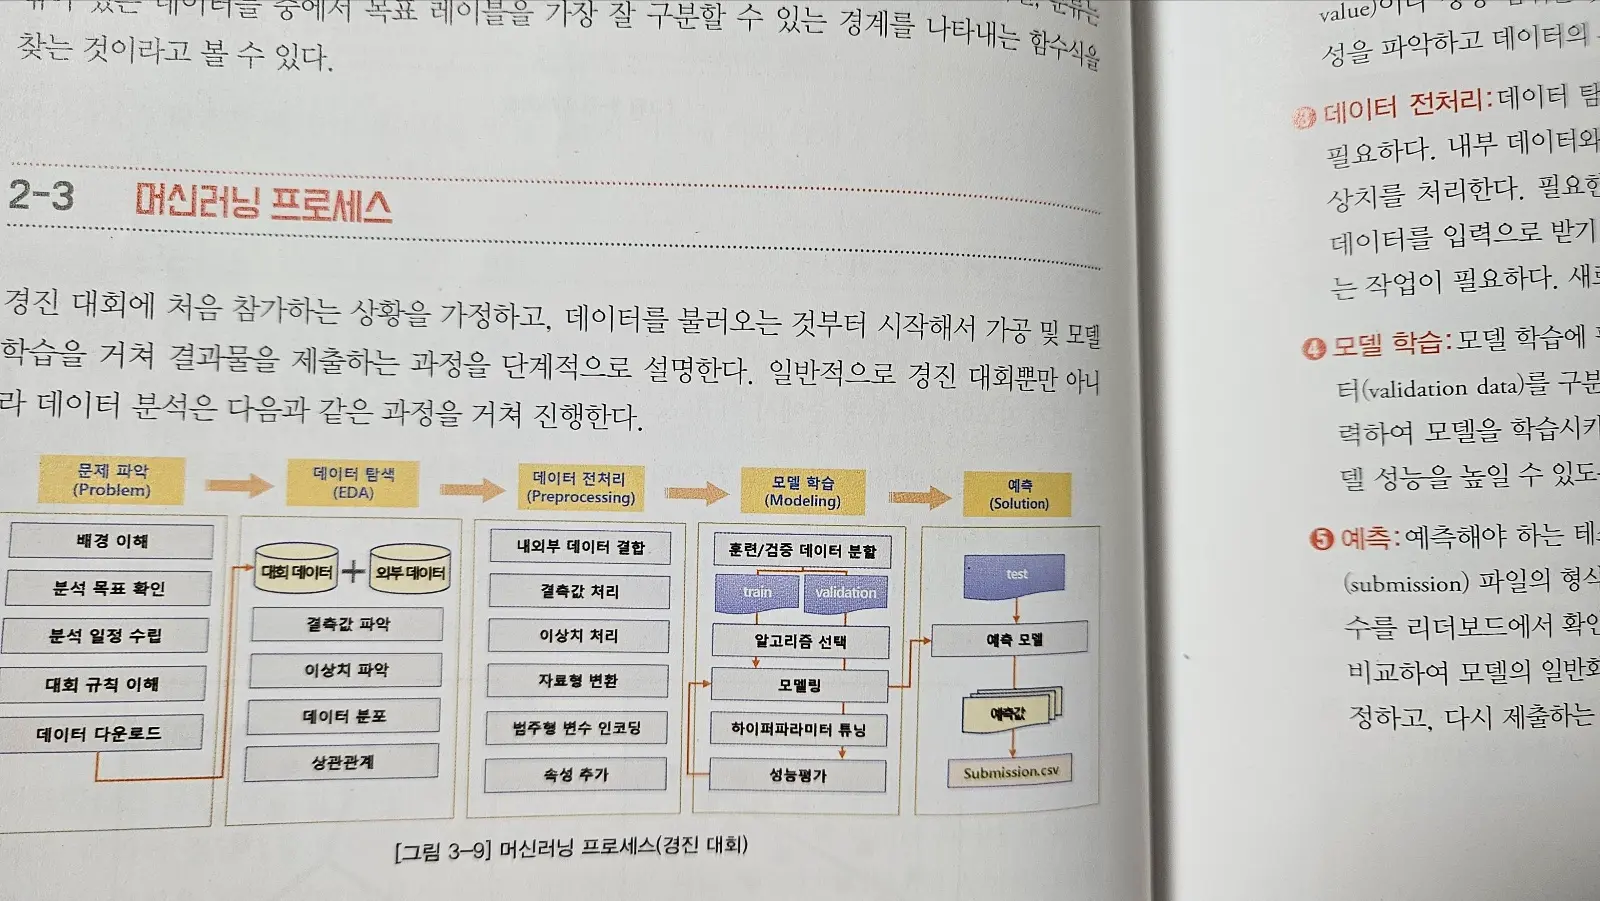 있는 데이터들 중에서 목표 레이블을 가장 잘 구분할 수 있는 경계를 나타내는 함수식을
찾는 것이라고 볼 수 있다.
2-3 머신러닝 프로세스
경진 대회에 처음 참가하는 상황을 가정하고, 데이터를 불러오는 것부터 시작해서 가공 및 모델
학습을 거쳐 결과물을 제출하는 과정을 단계적으로 설명한다. 일반적으로 경진 대회뿐만 아니
라 데이터 분석은 다음과 같은 과정을 거쳐 진행한다.
문제 파악
(Problem)
배경 이해
분석 목표 확인
분석 일정 수립
대회 규칙 이해
데이터 다운로드
데이터 탐색
(EDA)
대회 데이터 + 외부 데이터
결측값 파악
이상치 파악
데이터 분포
상관관계
데이터 전처리
(Preprocessing)
내외부 데이터 결합
결측값 처리
이상치 처리
자료형 변환
범주형 변수 인코딩
속성 추가
모델 학습
(Modeling)
훈련/검증 데이터 분할
train validation
알고리즘 선택
모델링
하이퍼파라미터 튜닝
성능평가
예측
(Solution)
test
예측 모델
예측값
Submission.csv
[그림 3-9] 머신러닝 프로세스(경진 대회)
value)이나
성을 파악하고 데이터의
❸ 데이터 전처리: 데이터 탐
필요하다. 내부 데이터와
상치를 처리한다. 필요한
데이터를 입력으로 받기
는 작업이 필요하다. 새로
❹ 모델 학습: 모델 학습에
터(validation data)를 구분
력하여 모델을 학습시키
델 성능을 높일 수 있도
❺ 예측: 예측해야 하는 테스
(submission) 파일의 형식
수를 리더보드에서 확인
비교하여 모델의 일반화
정하고, 다시 제출하는